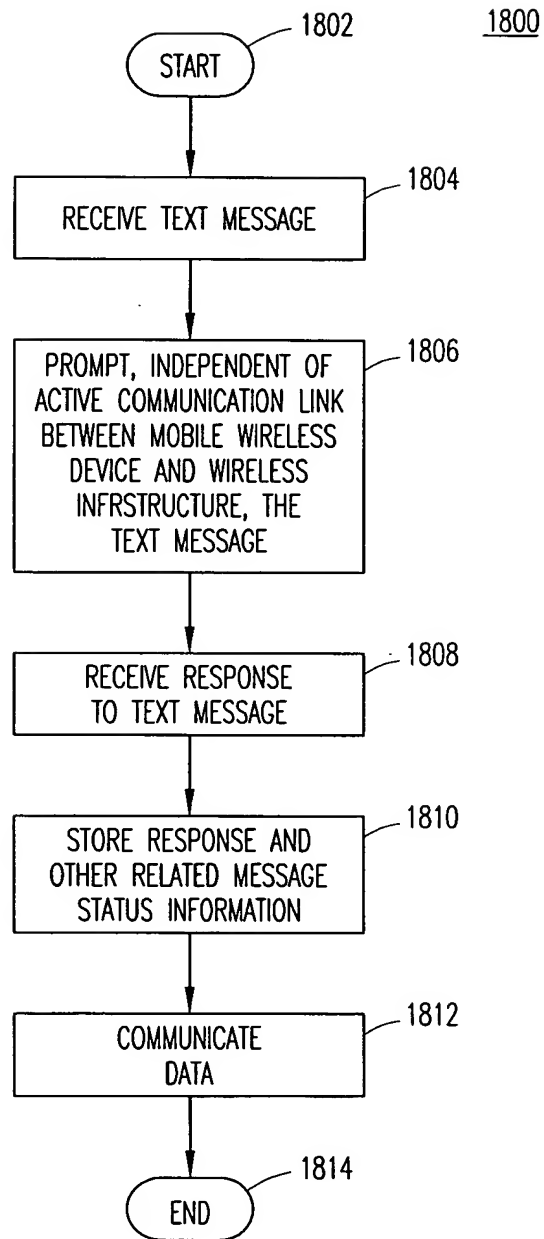 1800
1802
START
1804
RECEIVE TEXT MESSAGE
1806
PROMPT, INDEPENDENT OF
ACTIVE COMMUNICATION LINK
BETWEEN MOBILE WIRELESS
DEVICE AND WIRELESS
INFRSTRUCTURE, THE
TEXT MESSAGE
1808
RECEIVE RESPONSE
TO TEXT MESSAGE
1810
STORE RESPONSE AND
OTHER RELATED MESSAGE
STATUS INFORMATION
1812
COMMUNICATE
DATA
1814
END